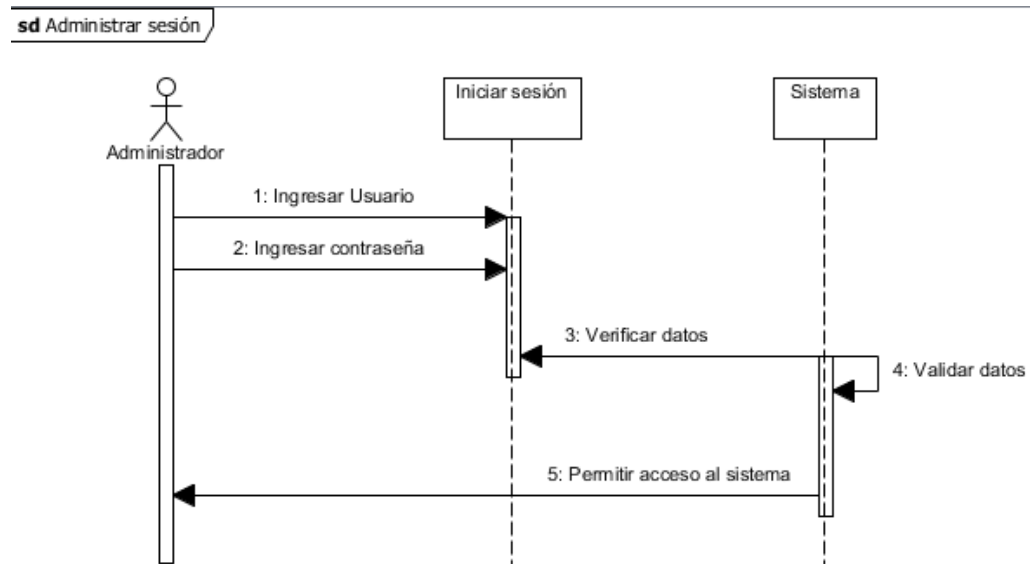 sd Administrar sesión
Iniciar sesión
Sistema
Administrador
1: Ingresar Usuario
2: Ingresar contraseña
3: Verificar datos
4: Validar datos
5: Permitir acceso al sistema